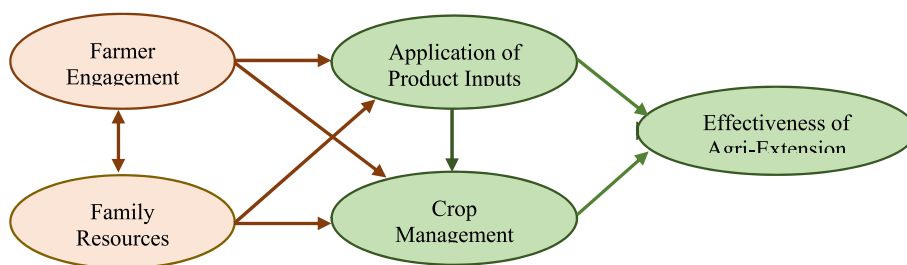 Farmer
Engagement
Application of
Product Inputs
Effectiveness of
Agri-Extension
Family
Resources
Crop
Management